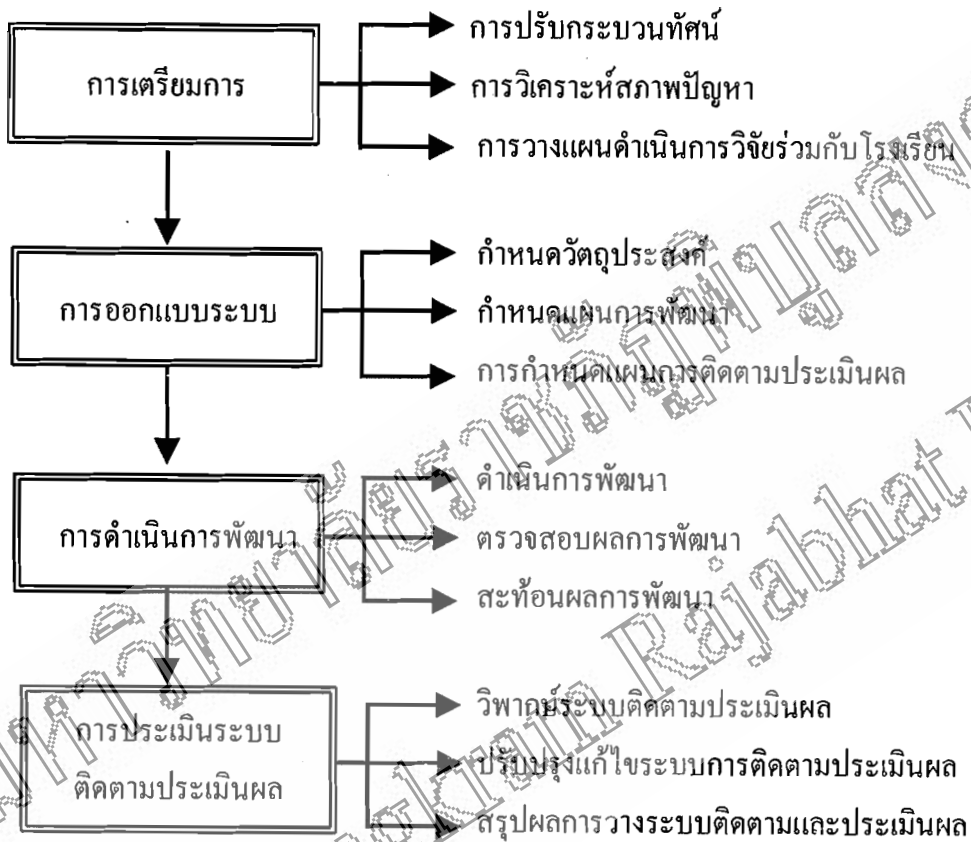 การเตรียมการ
การปรับกระบวนทัศน์
การวิเคราะห์สภาพปัญหา
การวางแผนดำเนินการวิจัยร่วมกับโรงเรียน
การออกแบบระบบ
กำหนดวัตถุประสงค์
กำหนดแผนการพัฒนา
การกำหนดแผนการติดตามประเมินผล
การดำเนินการพัฒนา
ดำเนินการพัฒนา
ตรวจสอบผลการพัฒนา
สะท้อนผลการพัฒนา
การประเมินระบบ
ติดตามประเมินผล
วิพากษ์ระบบติดตามประเมินผล
ปรับปรุงแก้ไขระบบการติดตามประเมินผล
สรุปผลการวางระบบติดตามและประเมินผล
Rajabhat